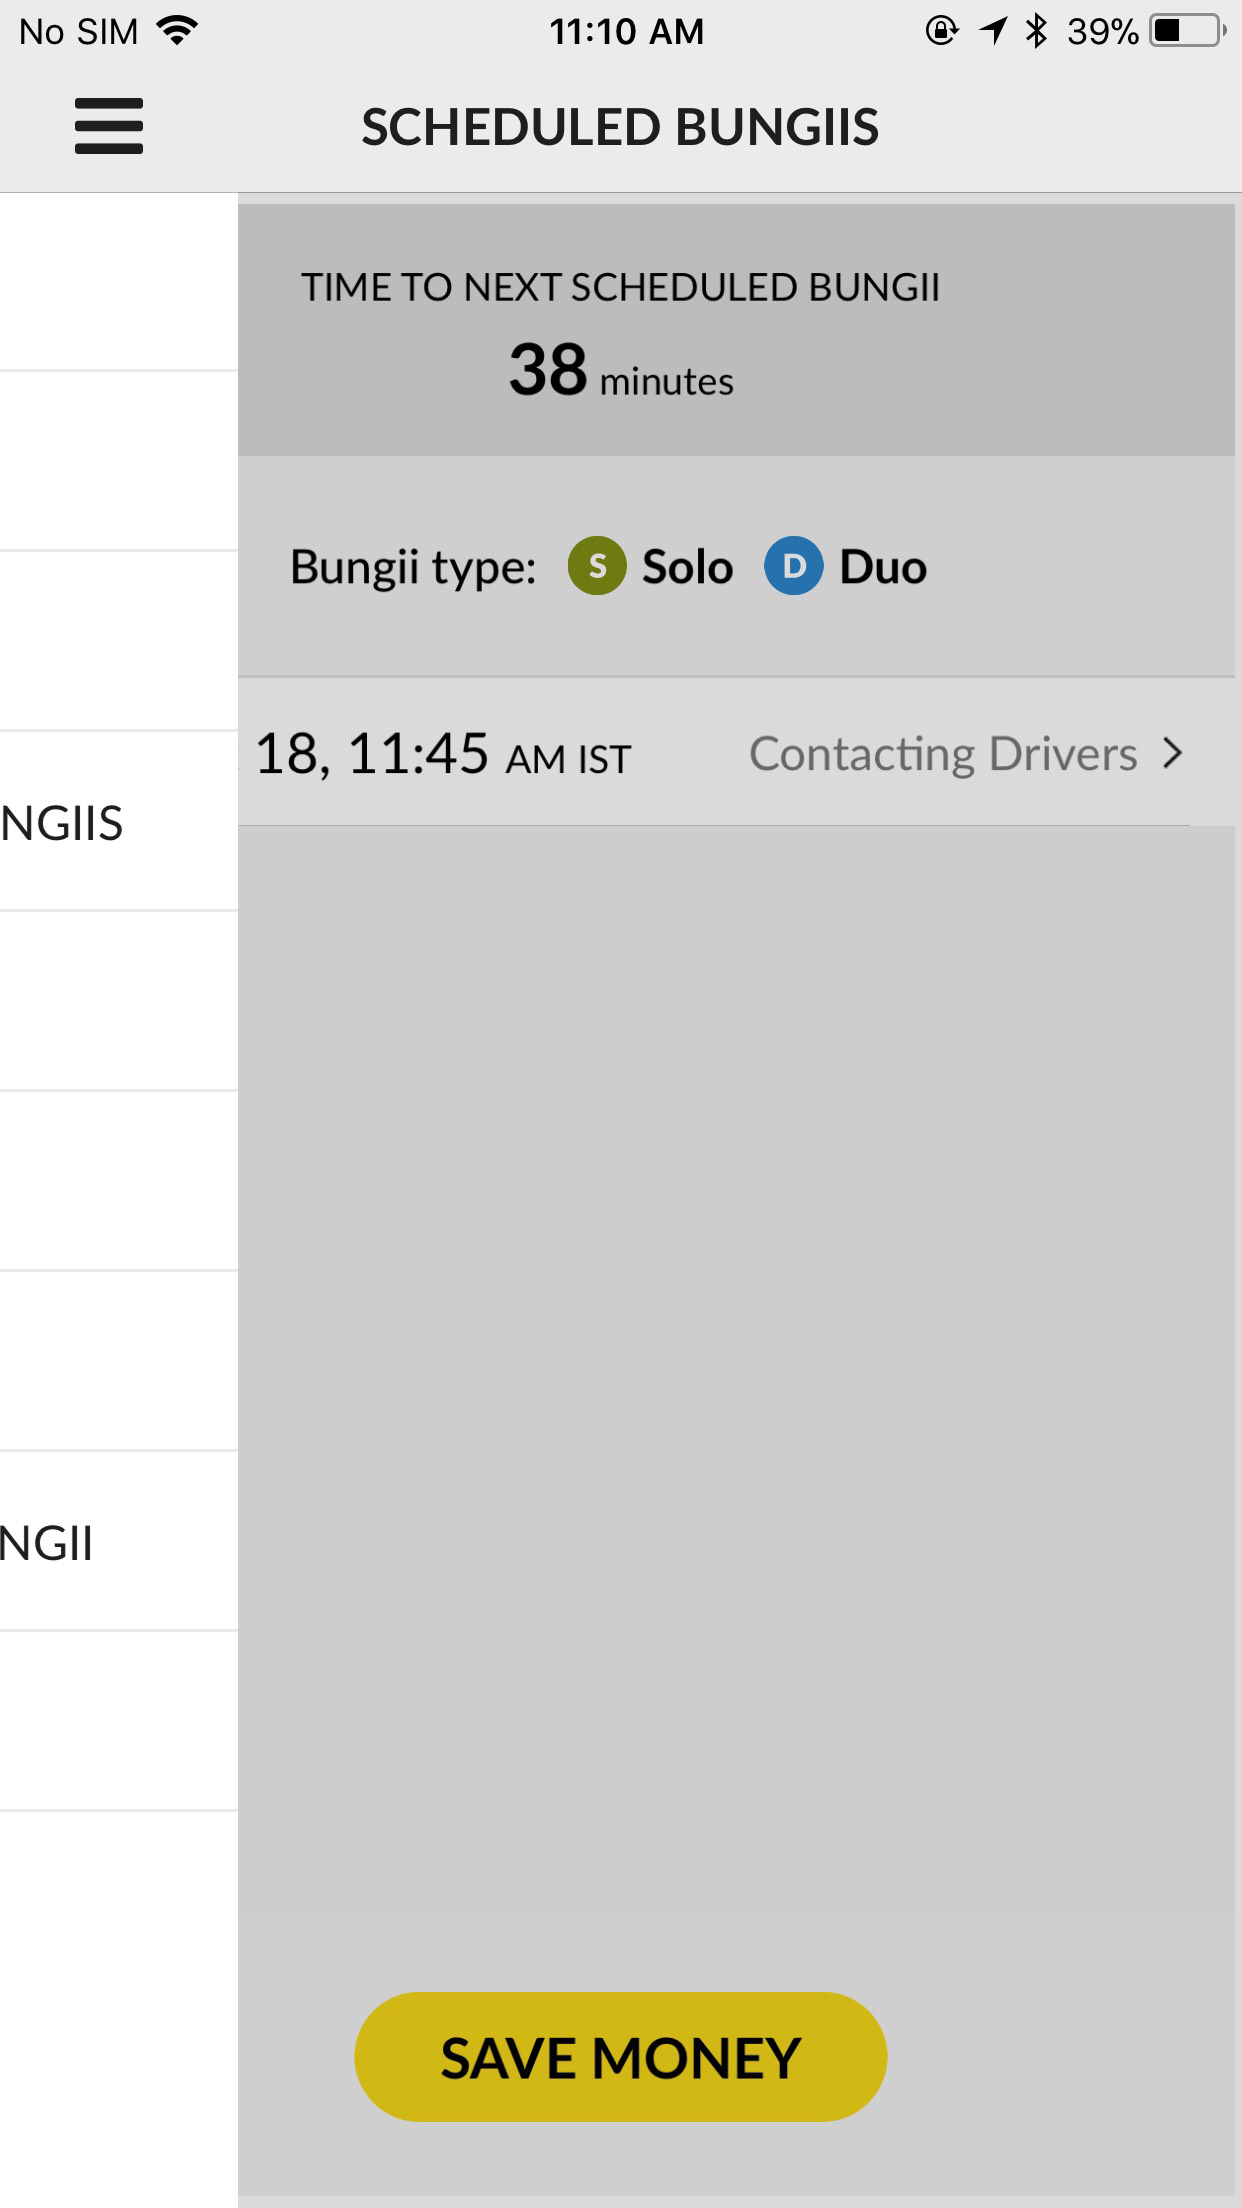 No SIM 11:10 AM 39%
SCHEDULED BUNGIIS
TIME TO NEXT SCHEDULED BUNGII
38 minutes
Bungii type: S Solo D Duo
18, 11:45 AM IST Contacting Drivers
NGIIS
NGII
SAVE MONEY